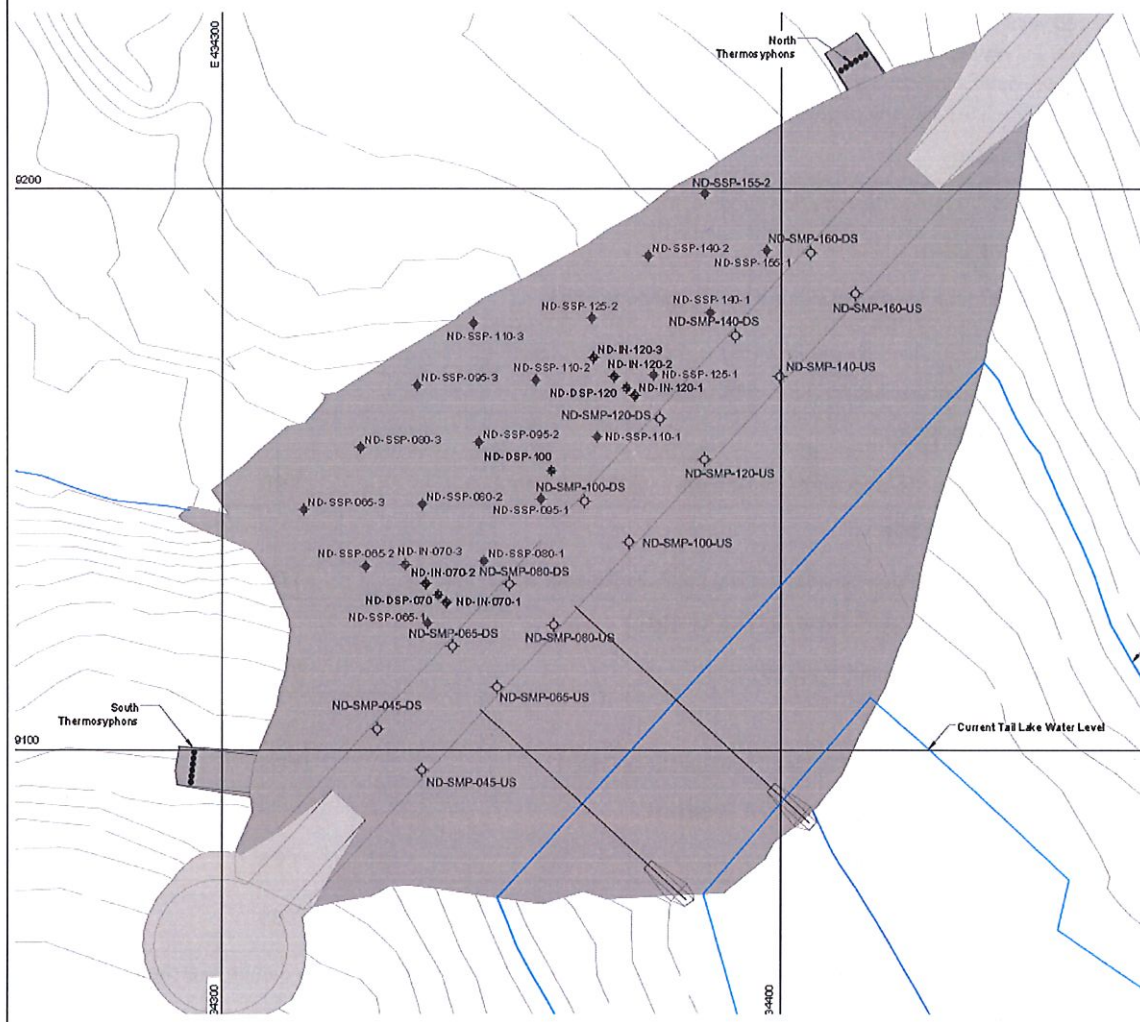 E 434300
North
Thermosyphons
9200
ND-SSP-155-2
ND-SSP-140-2
ND-SMP-160-DS
ND-SSP-155-1
ND-SMP-160-US
ND-SSP-125-2
ND-SSP-140-1
ND-SSP-110-3
ND-SMP-140-DS
ND-IN-120-3
ND-SSP-110-2
ND-IN-120-2
ND-SSP-125-1
ND-SMP-140-US
ND-SSP-095-3
ND-DSP-120
ND-IN-120-1
ND-SMP-120-DS
ND-SSP-110-1
ND-SSP-080-3
ND-SSP-095-2
ND-DSP-100
ND-SMP-120-US
ND-SMP-100-DS
ND-SSP-065-3
ND-SSP-080-2
ND-SSP-095-1
ND-SMP-100-US
ND-SSP-065-2
ND-IN-070-3
ND-SSP-080-1
ND-IN-070-2
ND-SMP-080-DS
ND-DSP-070
ND-IN-070-1
ND-SSP-065-1
ND-SMP-065-DS
ND-SMP-080-US
ND-SMP-065-US
South
Thermosyphons
ND-SMP-045-DS
Current Tail Lake Water Level
9100
ND-SMP-045-US
34300
34400